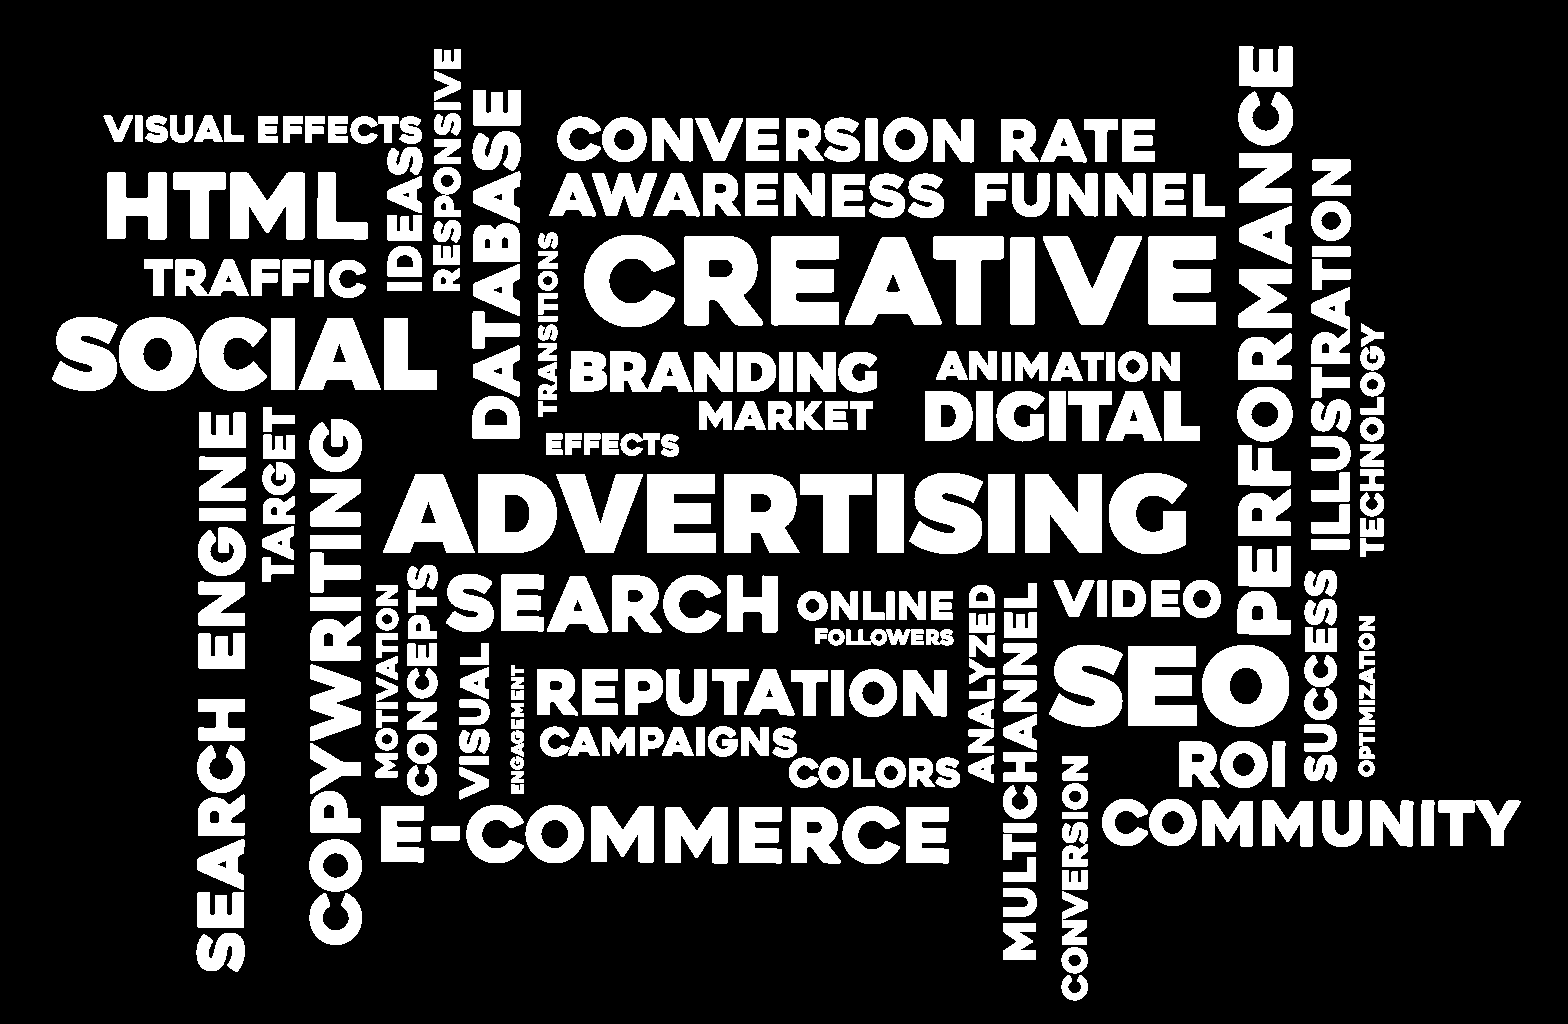 VISUAL EFFECTS
IDEAS
RESPONSIVE
DATABASE
CONVERSION RATE
AWARENESS FUNNEL
PERFORMANCE
ILLUSTRATION
TECHNOLOGY
HTML
TRAFFIC
SOCIAL
TRANSITIONS
CREATIVE
BRANDING
MARKET
ANIMATION
DIGITAL
EFFECTS
SEARCH ENGINE
TARGET
COPYWRITING
ADVERTISING
MOTIVATION
CONCEPTS
SEARCH
VISUAL
ENGAGEMENT
ONLINE
FOLLOWERS
REPUTATION
CAMPAIGNS
COLORS
E-COMMERCE
ANALYZED
MULTICHANNEL
VIDEO
SEO
ROI
CONVERSION
COMMUNITY
SUCCESS
OPTIMIZATION